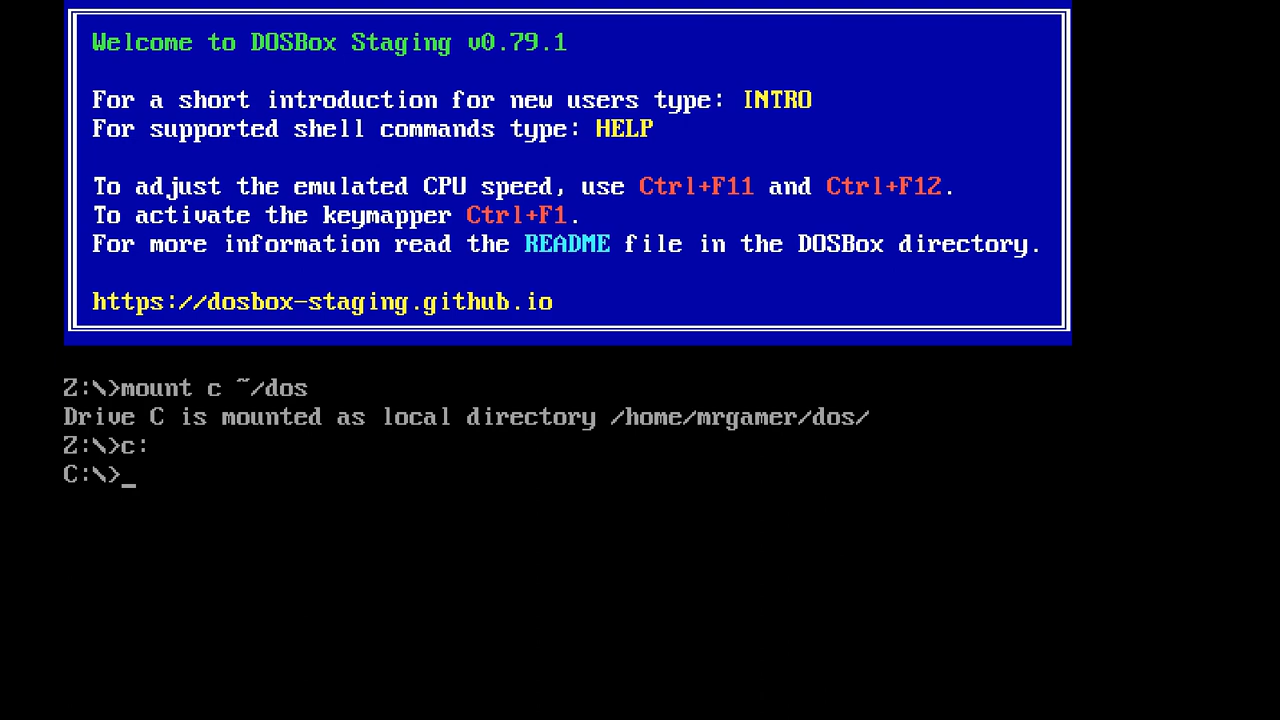 Welcome to DOSBox Staging v0.79.1
For a short introduction for new users type: INTRO
For supported shell commands type: HELP
To adjust the emulated CPU speed, use Ctrl+F11 and Ctrl+F12.
To activate the keymapper Ctrl+F1.
For more information read the README file in the DOSBox directory.
https://dosbox-staging.github.io
Z:\>mount c ~/dos
Drive C is mounted as local directory /home/mrgamer/dos/
Z:\>c:
C:\>_